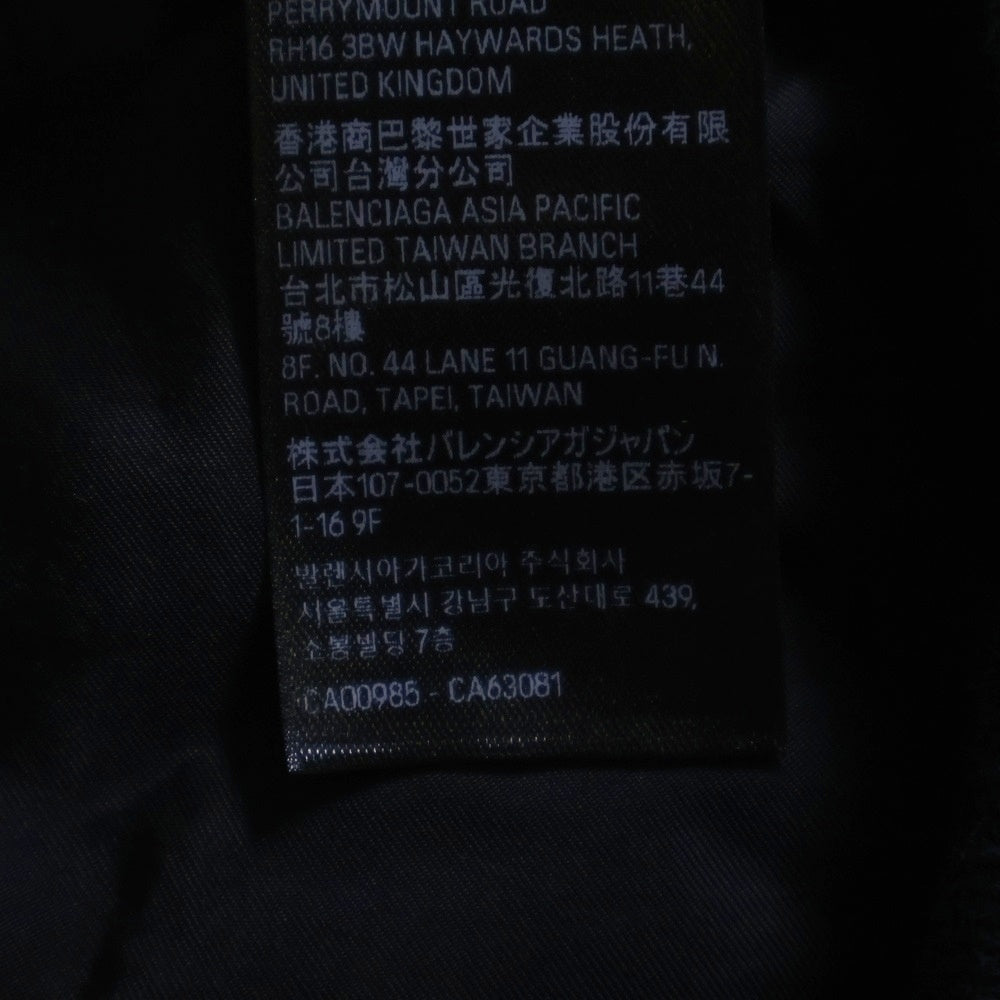 PERRYMOUNT ROAD
RH16 3BW HAYWARDS HEATH,
UNITED KINGDOM
香港商巴黎世家企業股份有限
公司台灣分公司
BALENCIAGA ASIA PACIFIC
LIMITED TAIWAN BRANCH
台北市松山區光復北路11巷44
號8樓
8F. NO. 44 LANE 11 GUANG-FU N.
ROAD, TAPEI, TAIWAN
株式会社バレンシアガジャパン
日本107-0052東京都港区赤坂7-
1-16 9F
발렌시아가코리아 주식회사
서울특별시 강남구 도산대로 439,
소봉빌딩 7층
CA00985 - CA63081